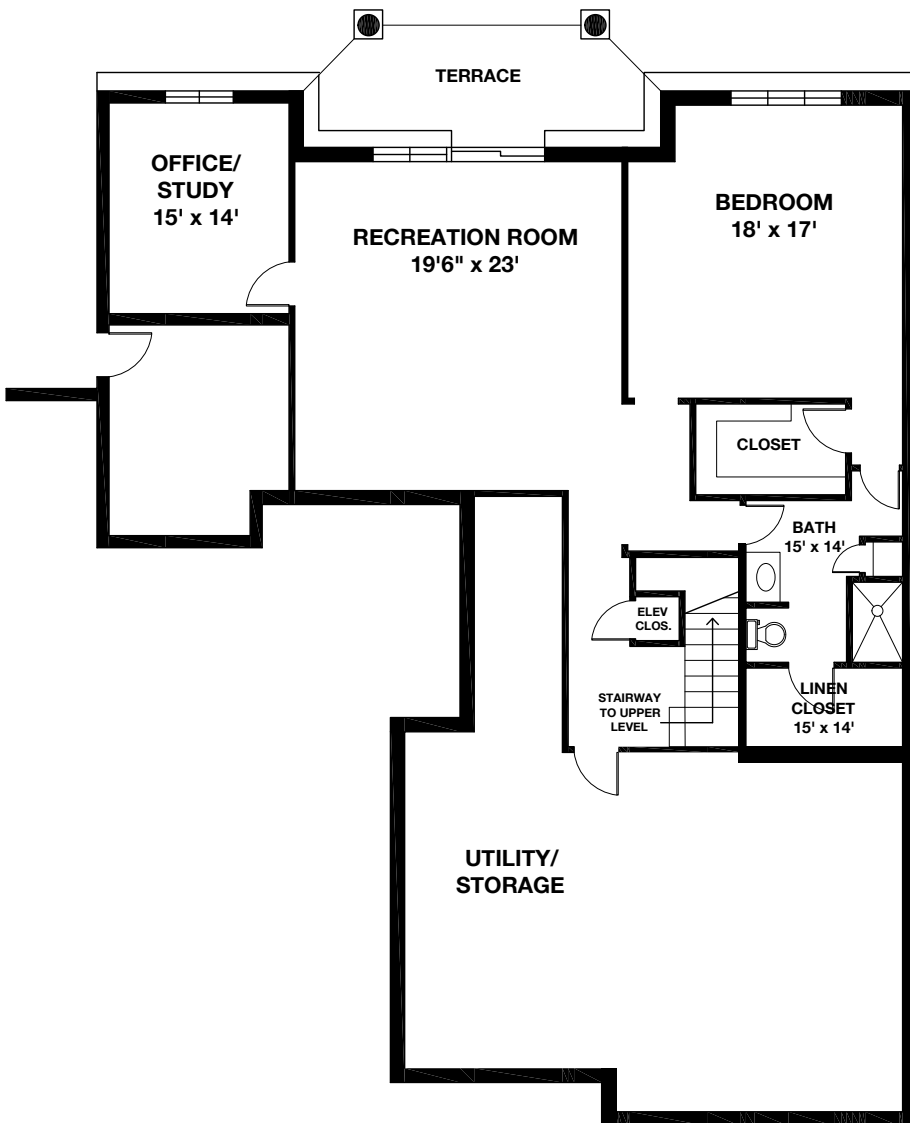 TERRACE
OFFICE/
STUDY
15' x 14'
BEDROOM
18' x 17'
RECREATION ROOM
19'6" x 23'
CLOSET
BATH
15' x 14'
ELEV
CLOS.
STAIRWAY
TO UPPER
LEVEL
LINEN
CLOSET
15' x 14'
UTILITY/
STORAGE